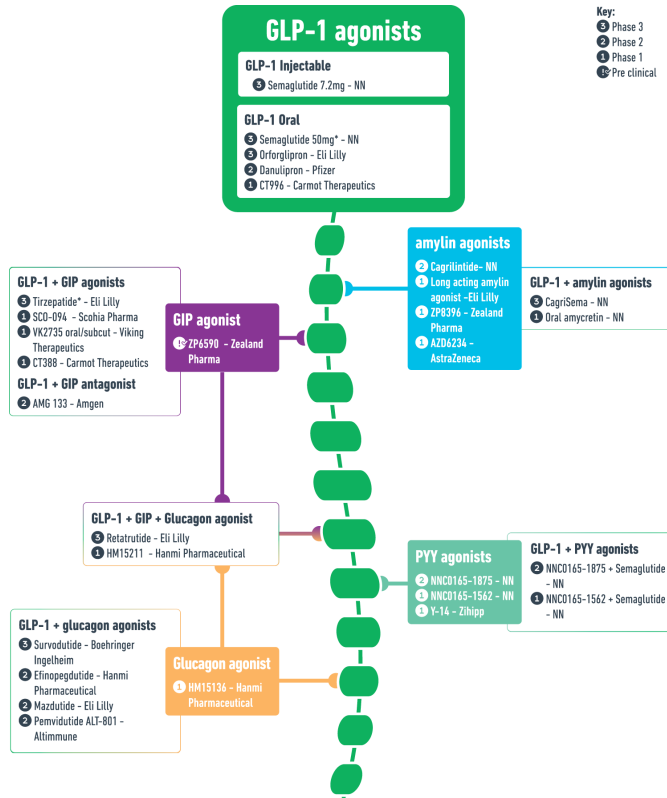 GLP-1 agonists
GLP-1 Injectable
3 Semaglutide 7.2mg - NN
GLP-1 Oral
3 Semaglutide 50mg* - NN
3 Orforglipron - Eli Lilly
2 Danulipron - Pfizer
1 CT996 - Carmot Therapeutics
Key:
3 Phase 3
2 Phase 2
1 Phase 1
Pre clinical
GLP-1 + GIP agonists
3 Tirzepatide* - Eli Lilly
1 SCO-094 - Scohia Pharma
1 VK2735 oral/subcut - Viking
Therapeutics
1 CT388 - Carmot Therapeutics
GLP-1 + GIP antagonist
2 AMG 133 - Amgen
GIP agonist
ZP6590 - Zealand
Pharma
amylin agonists
2 Cagrilintide- NN
1 Long acting amylin
agonist -Eli Lilly
1 ZP8396 - Zealand
Pharma
1 AZD6234 -
AstraZeneca
GLP-1 + amylin agonists
3 CagriSema - NN
1 Oral amycretin - NN
GLP-1 + GIP + Glucagon agonist
3 Retatrutide - Eli Lilly
1 HM15211 - Hanmi Pharmaceutical
PYY agonists
2 NNC0165-1875 - NN
1 NNC0165-1562 - NN
1 Y-14 - Zihipp
GLP-1 + PYY agonists
2 NNC0165-1875 + Semaglutide
- NN
1 NNC0165-1562 + Semaglutide
- NN
GLP-1 + glucagon agonists
3 Survodutide - Boehringer
Ingelheim
2 Efinopegdutide - Hanmi
Pharmaceutical
2 Mazdutide - Eli Lilly
2 Pemvidutide ALT-801 -
Altimmune
Glucagon agonist
1 HM15136 - Hanmi
Pharmaceutical